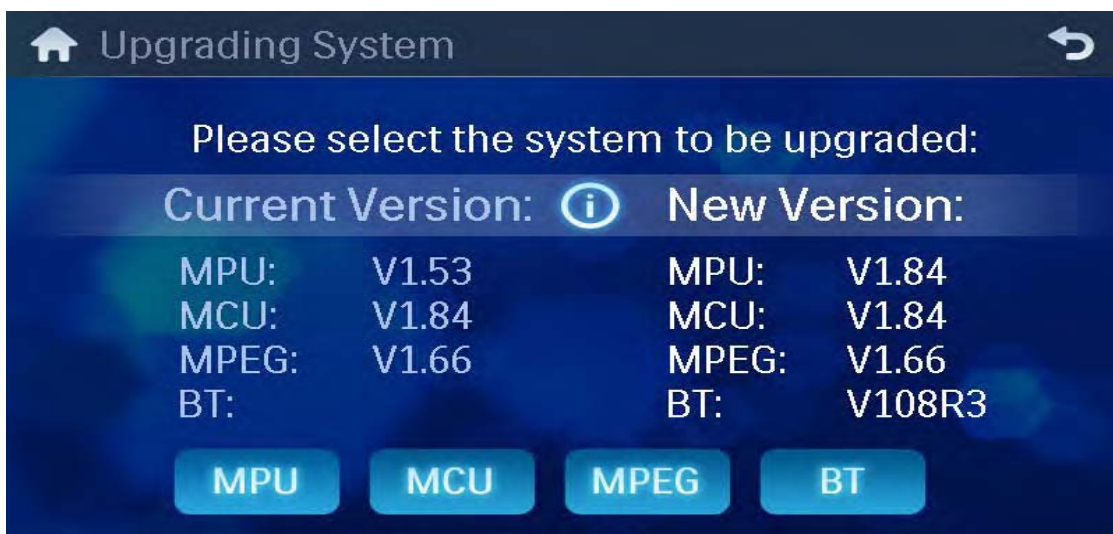 Upgrading System
Please select the system to be upgraded:
Current Version: i New Version:
MPU: V1.53 MPU: V1.84
MCU: V1.84 MCU: V1.84
MPEG: V1.66 MPEG: V1.66
BT: BT: V108R3
MPU MCU MPEG BT